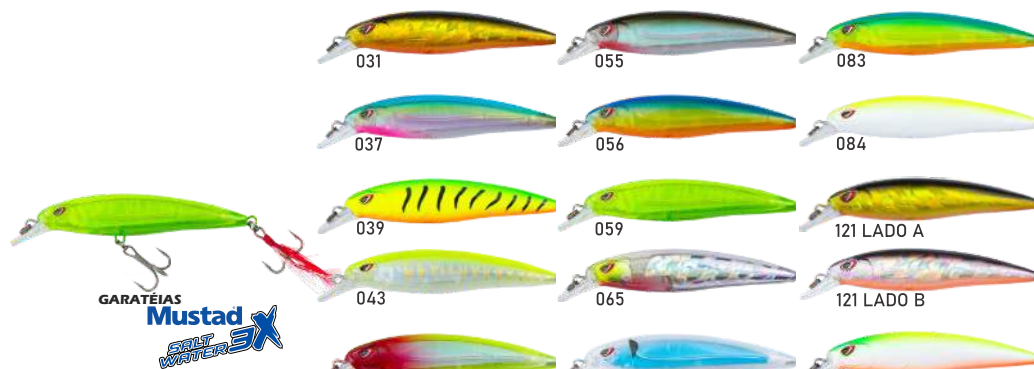 031
055
083
037
056
084
039
059
121 LADO A
043
065
121 LADO B
GARATÉIAS
Mustad
SALT
WATER 3X